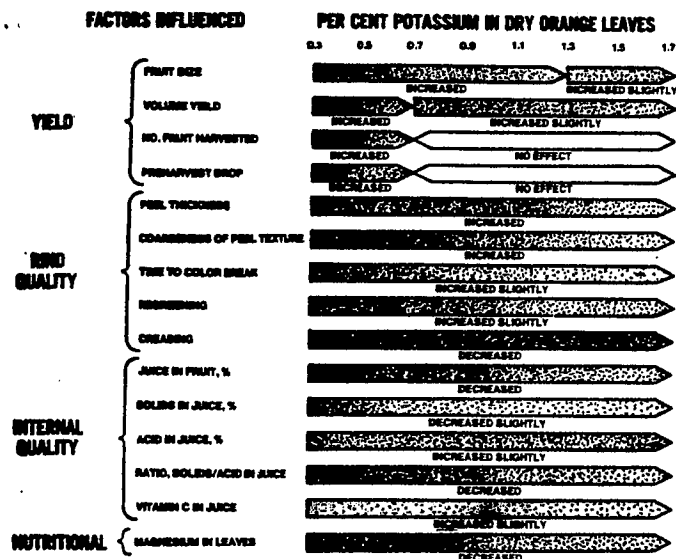 FACTORS INFLUENCED
PER CENT POTASSIUM IN DRY ORANGE LEAVES
0.3 0.5 0.7 0.9 1.1 1.3 1.5 1.7
YIELD
FRUIT SIZE
INCREASED INCREASED SLIGHTLY
VOLUME YIELD
INCREASED INCREASED SLIGHTLY
NO. FRUIT HARVESTED
INCREASED NO EFFECT
PREHARVEST DROP
DECREASED NO EFFECT
RIND QUALITY
PEEL THICKNESS
INCREASED
COARSENESS OF PEEL TEXTURE
INCREASED
TIME TO COLOR BREAK
INCREASED SLIGHTLY
REGREENING
INCREASED SLIGHTLY
CREASING
DECREASED
INTERNAL QUALITY
JUICE IN FRUIT, %
DECREASED
SOLIDS IN JUICE, %
DECREASED SLIGHTLY
ACID IN JUICE, %
INCREASED SLIGHTLY
RATIO, SOLIDS/ACID IN JUICE
DECREASED
VITAMIN C IN JUICE
INCREASED SLIGHTLY
NUTRITIONAL
MAGNESIUM IN LEAVES
DECREASED